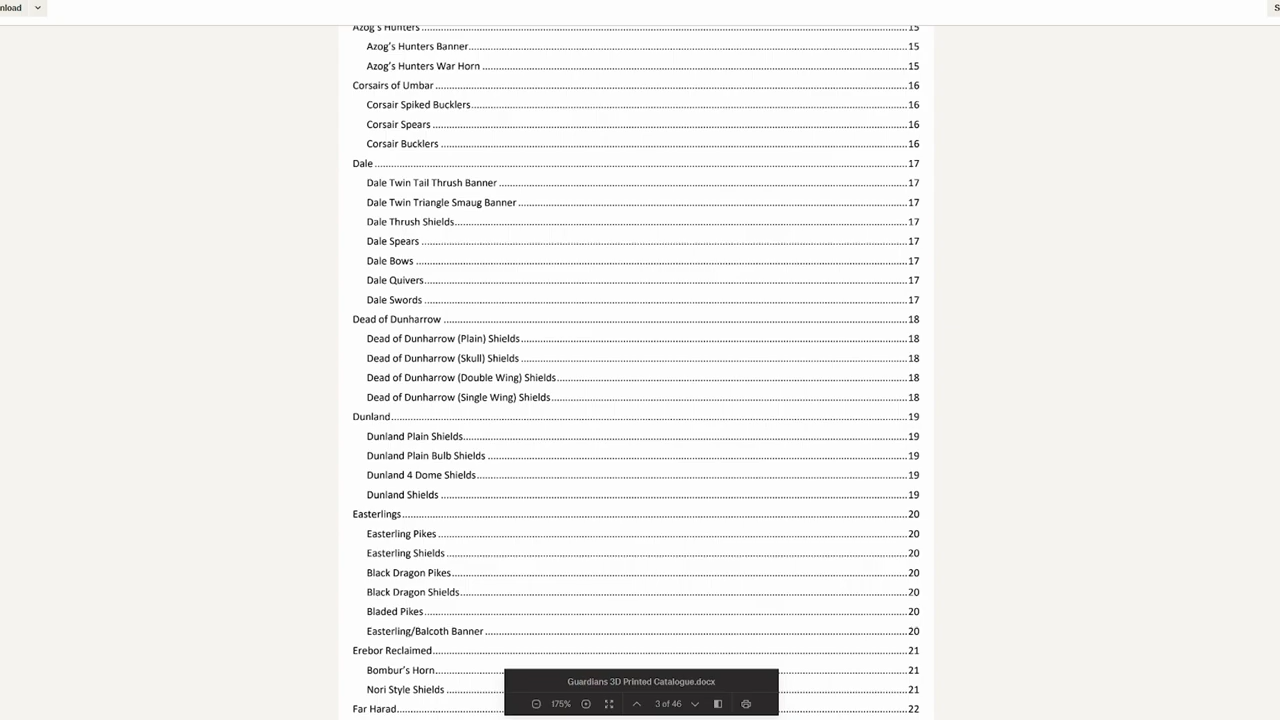 nload
S
Azog's Hunters 15
Azog's Hunters Banner 15
Azog's Hunters War Horn 15
Corsairs of Umbar 16
Corsair Spiked Bucklers 16
Corsair Spears 16
Corsair Bucklers 16
Dale 17
Dale Twin Tail Thrush Banner 17
Dale Twin Triangle Smaug Banner 17
Dale Thrush Shields 17
Dale Spears 17
Dale Bows 17
Dale Quivers 17
Dale Swords 17
Dead of Dunharrow 18
Dead of Dunharrow (Plain) Shields 18
Dead of Dunharrow (Skull) Shields 18
Dead of Dunharrow (Double Wing) Shields 18
Dead of Dunharrow (Single Wing) Shields 18
Dunland 19
Dunland Plain Shields 19
Dunland Plain Bulb Shields 19
Dunland 4 Dome Shields 19
Dunland Shields 19
Easterlings 20
Easterling Pikes 20
Easterling Shields 20
Black Dragon Pikes 20
Black Dragon Shields 20
Bladed Pikes 20
Easterling/Balcoth Banner 20
Erebor Reclaimed 21
Bombur's Horn 21
Nori Style Shields 21
Far Harad 22
Guardians 3D Printed Catalogue.docx
175% 3 of 46